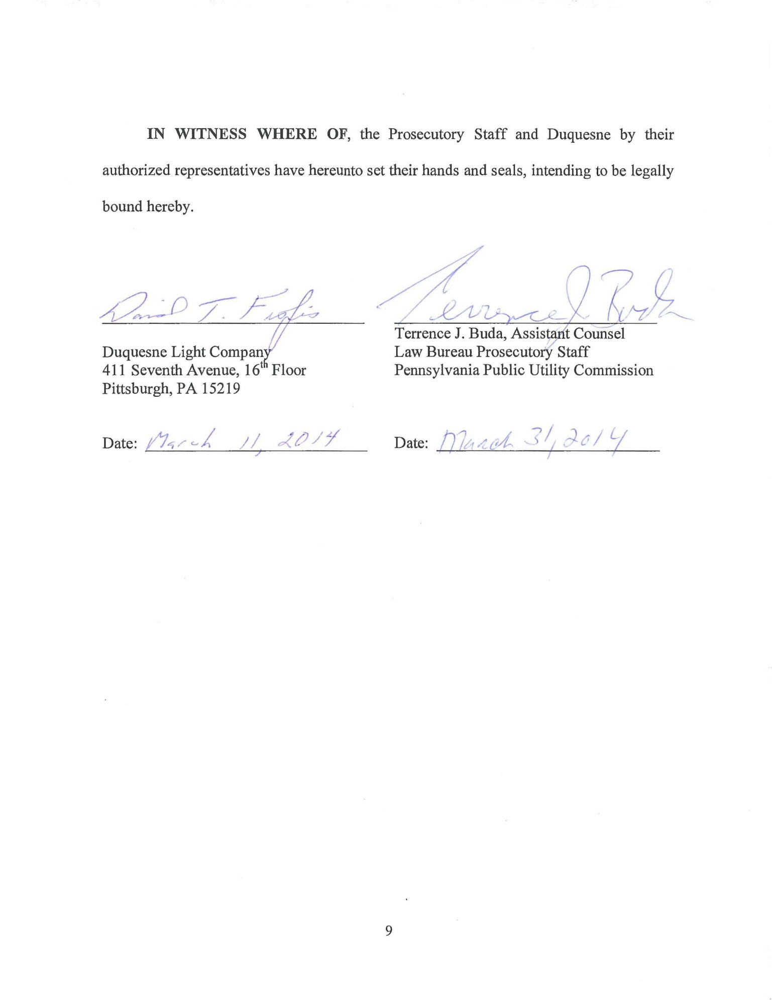 IN WITNESS WHERE OF, the Prosecutory Staff and Duquesne by their
authorized representatives have hereunto set their hands and seals, intending to be legally
bound hereby.
David T.
Terrence J. Buda
Terrence J. Buda, Assistant Counsel
Duquesne Light Company
Law Bureau Prosecutory Staff
411 Seventh Avenue, 16th Floor
Pennsylvania Public Utility Commission
Pittsburgh, PA 15219
Date: March 11, 2014
Date: March 31, 2014
9